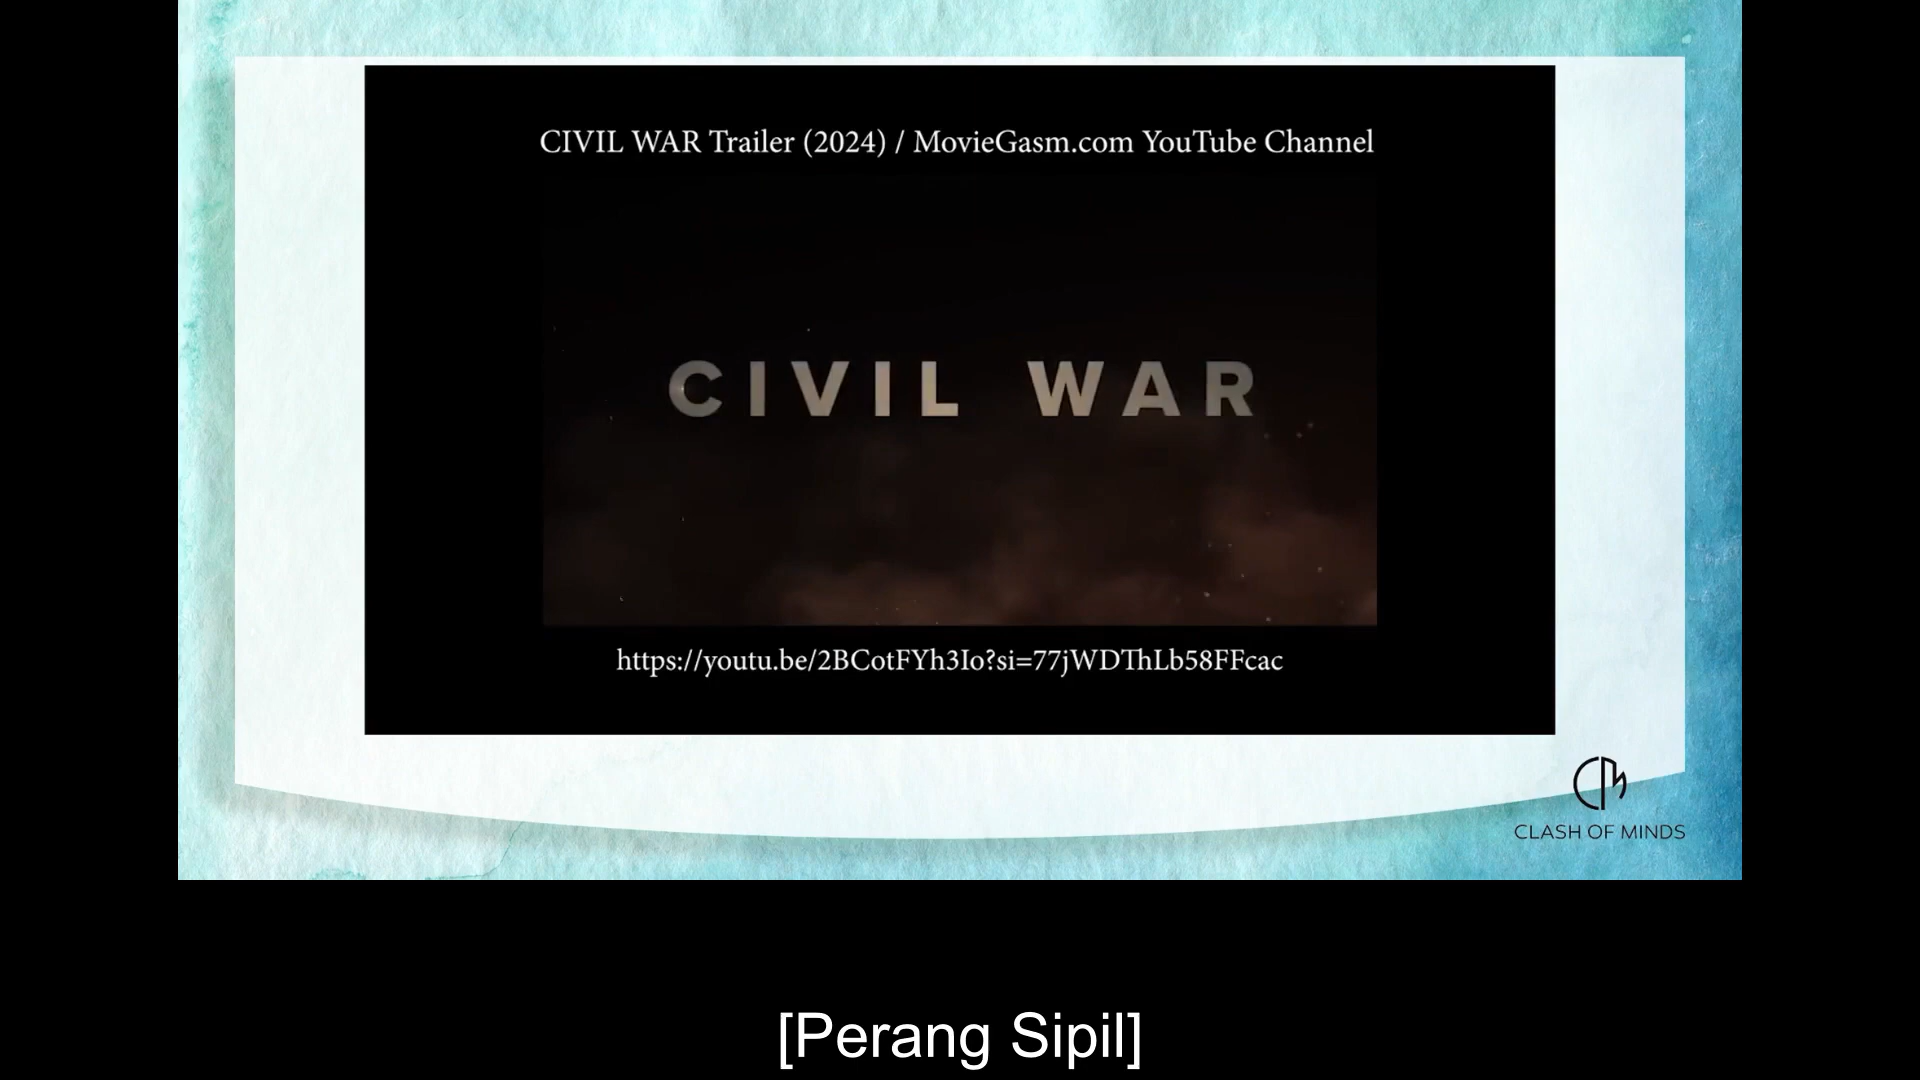 CIVIL WAR Trailer (2024) / MovieGasm.com YouTube Channel
CIVIL WAR
https://youtu.be/2BCotFYh3Io?si=77jWDThLb58FFcac
CLASH OF MINDS
[Perang Sipil]